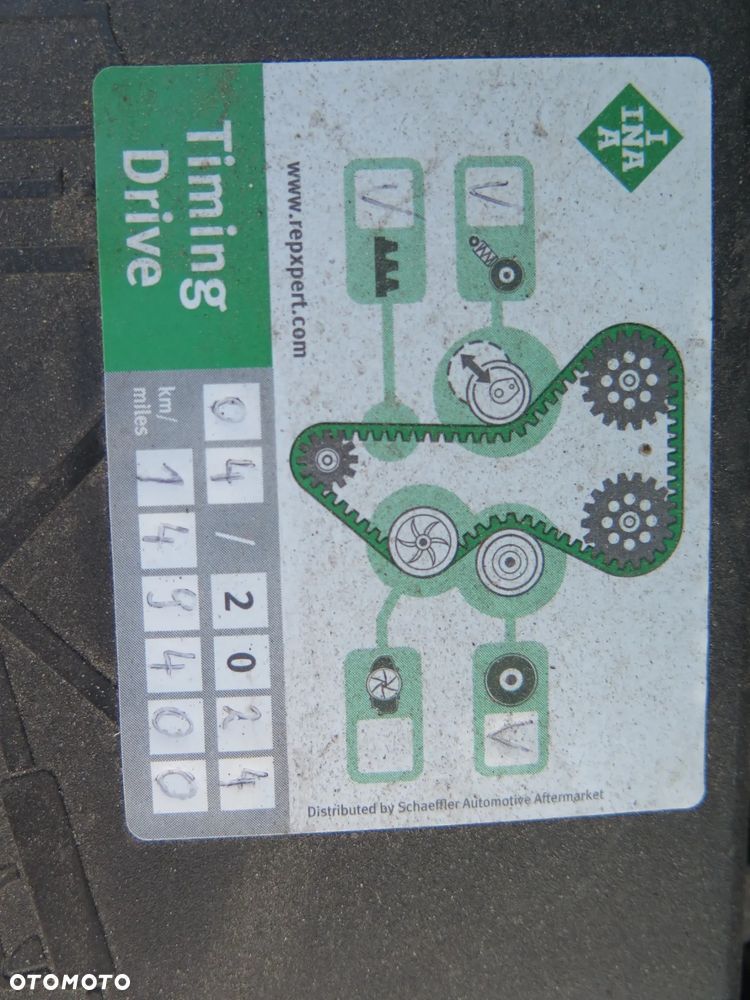 I
INA
A
Timing
Drive
www.repxpert.com
04/2024
km/
miles
149400
Distributed by Schaeffler Automotive Aftermarket
OTOMOTO